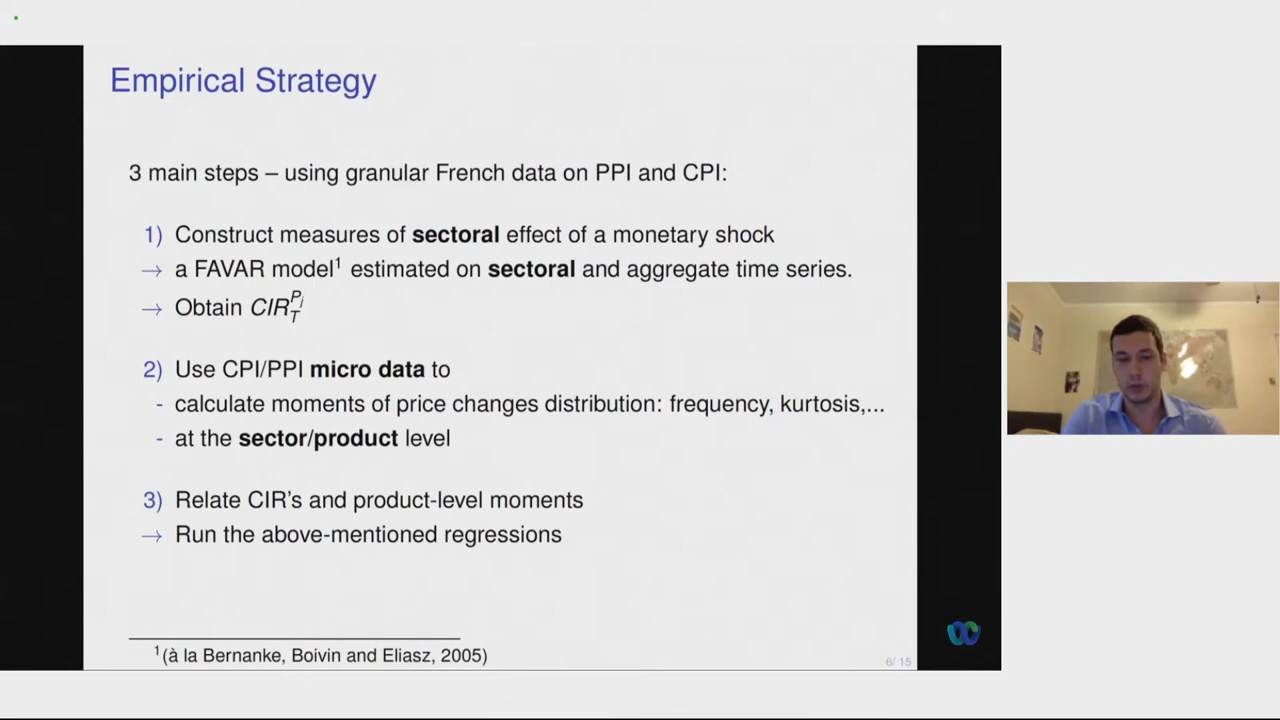 Empirical Strategy
3 main steps – using granular French data on PPI and CPI:
1) Construct measures of sectoral effect of a monetary shock
→ a FAVAR model¹ estimated on sectoral and aggregate time series.
→ Obtain CIR_T^{P_j}
2) Use CPI/PPI micro data to
- calculate moments of price changes distribution: frequency, kurtosis,...
- at the sector/product level
3) Relate CIR's and product-level moments
→ Run the above-mentioned regressions
¹(à la Bernanke, Boivin and Eliasz, 2005)
6/ 15